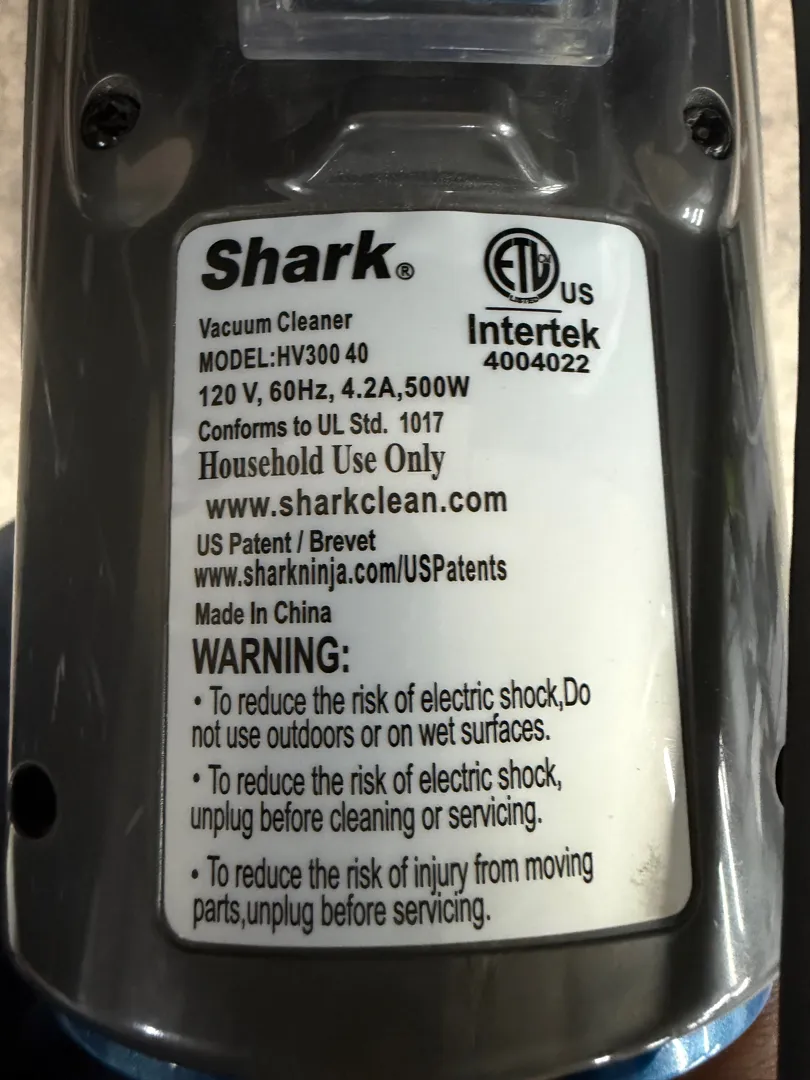 Shark®
ETL CM
LISTED
US
Intertek
4004022
Vacuum Cleaner
MODEL:HV300 40
120 V, 60Hz, 4.2A,500W
Conforms to UL Std. 1017
Household Use Only
www.sharkclean.com
US Patent / Brevet
www.sharkninja.com/USPatents
Made In China
WARNING:
• To reduce the risk of electric shock,Do
not use outdoors or on wet surfaces.
• To reduce the risk of electric shock,
unplug before cleaning or servicing.
• To reduce the risk of injury from moving
parts,unplug before servicing.